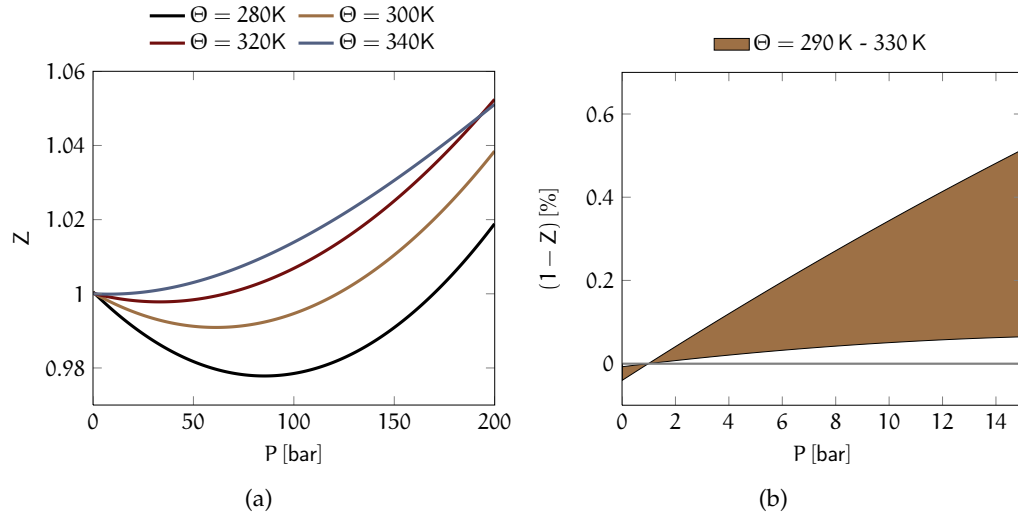 Θ = 280K Θ = 300K
Θ = 320K Θ = 340K
1.06
1.04
1.02
1
0.98
Z
0 50 100 150 200
P [bar]
(a)
Θ = 290 K - 330 K
0.6
0.4
0.2
0
(1 − Z) [%]
0 2 4 6 8 10 12 14
P [bar]
(b)